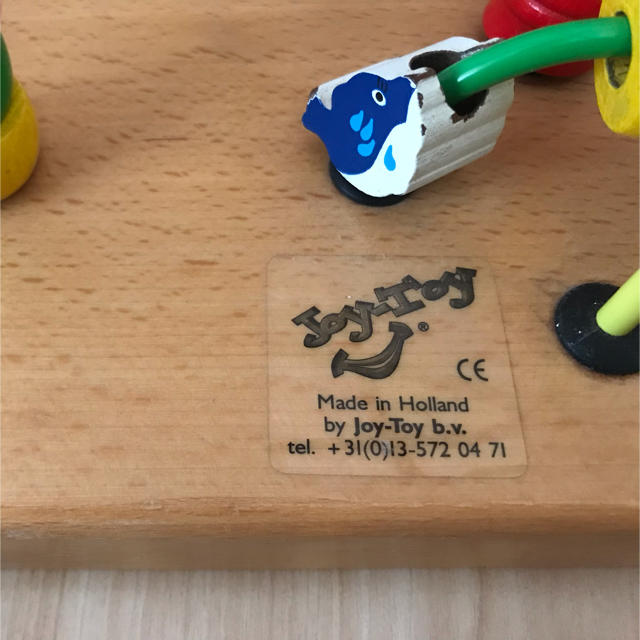 Joy-Toy®
CE
Made in Holland
by Joy-Toy b.v.
tel. +31(0)13-572 04 71